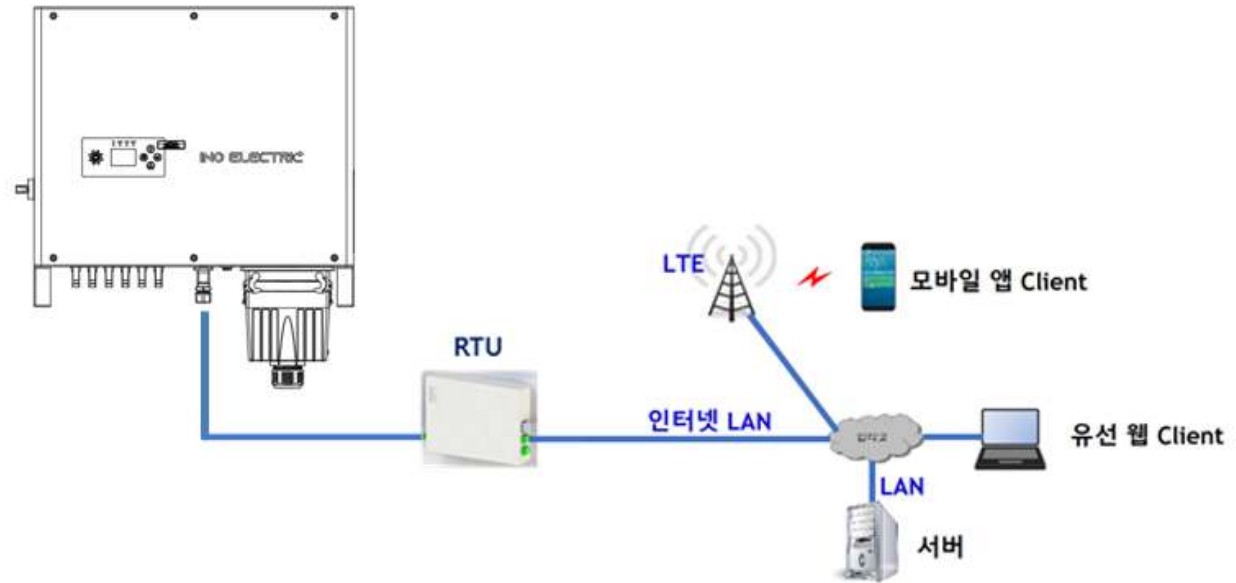 INO ELECTRIC
LTE
모바일 앱 Client
RTU
인터넷 LAN
유선 웹 Client
LAN
서버